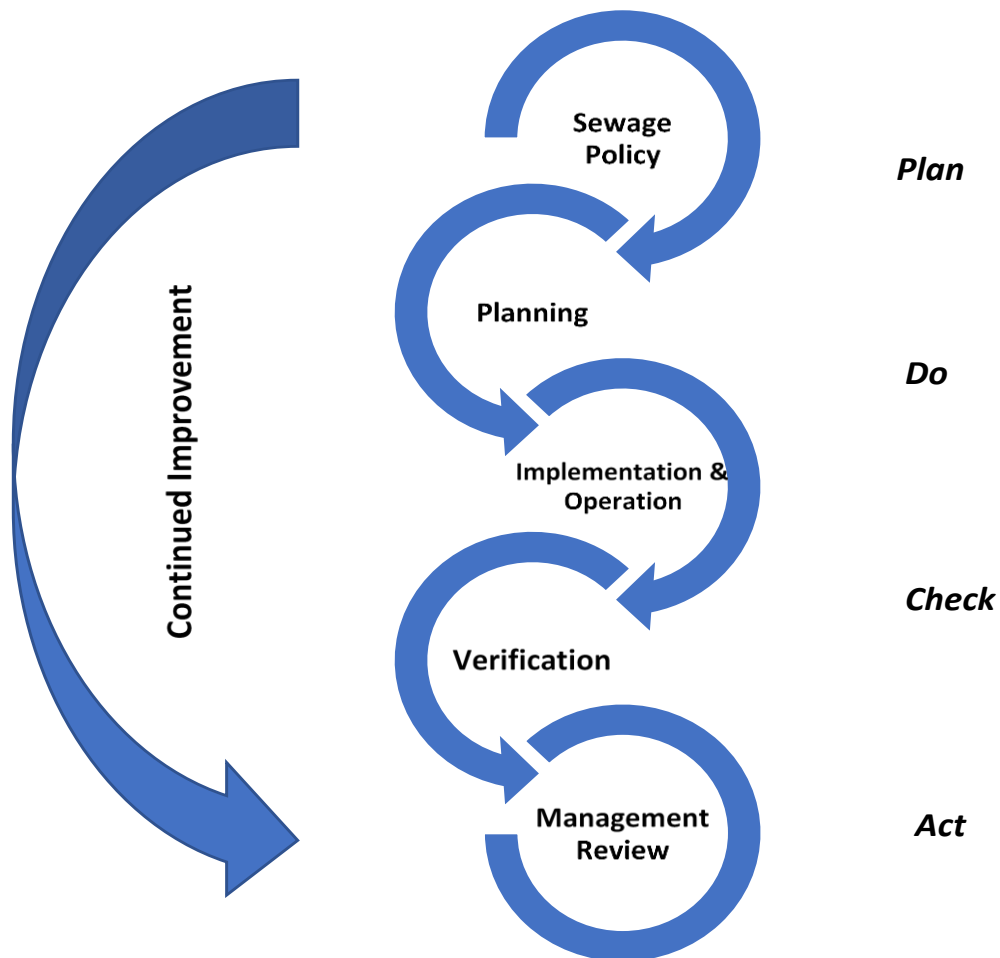 Sewage
Policy
Plan
Planning
Do
Continued Improvement
Implementation &
Operation
Check
Verification
Management
Review
Act